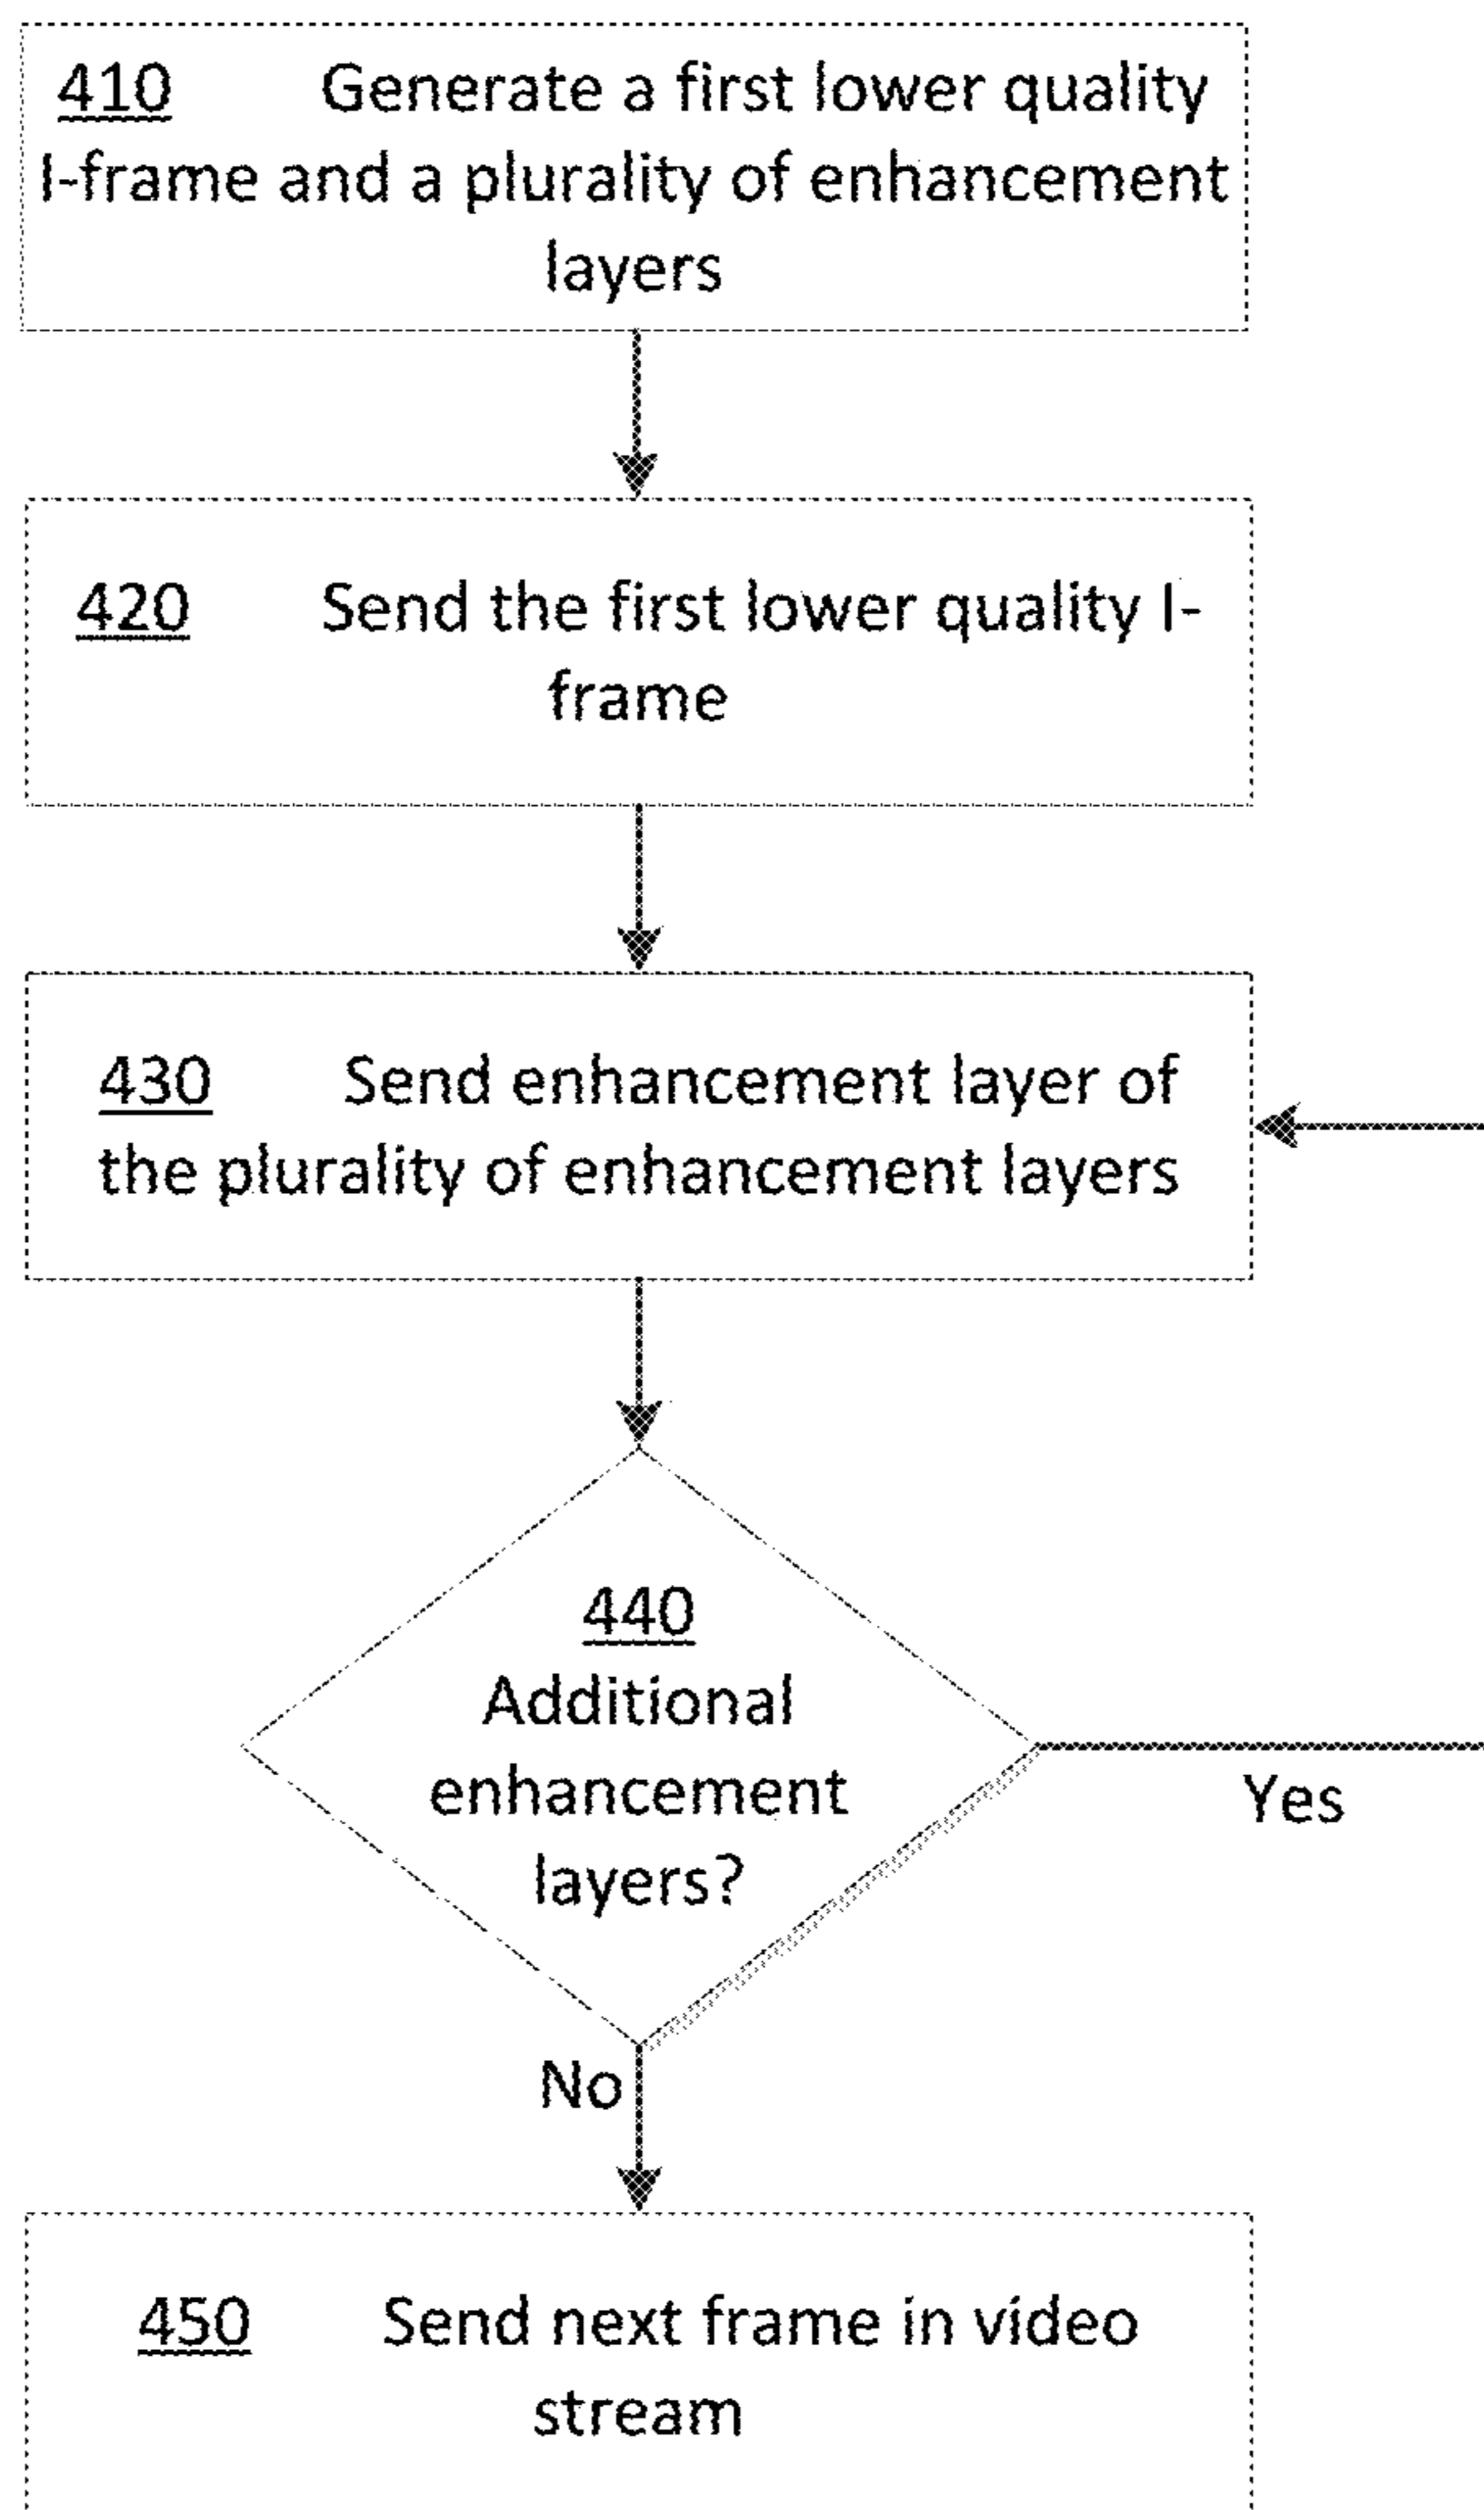 410 Generate a first lower quality
I-frame and a plurality of enhancement
layers
420 Send the first lower quality I-
frame
430 Send enhancement layer of
the plurality of enhancement layers
440
Additional
enhancement
layers?
Yes
No
450 Send next frame in video
stream